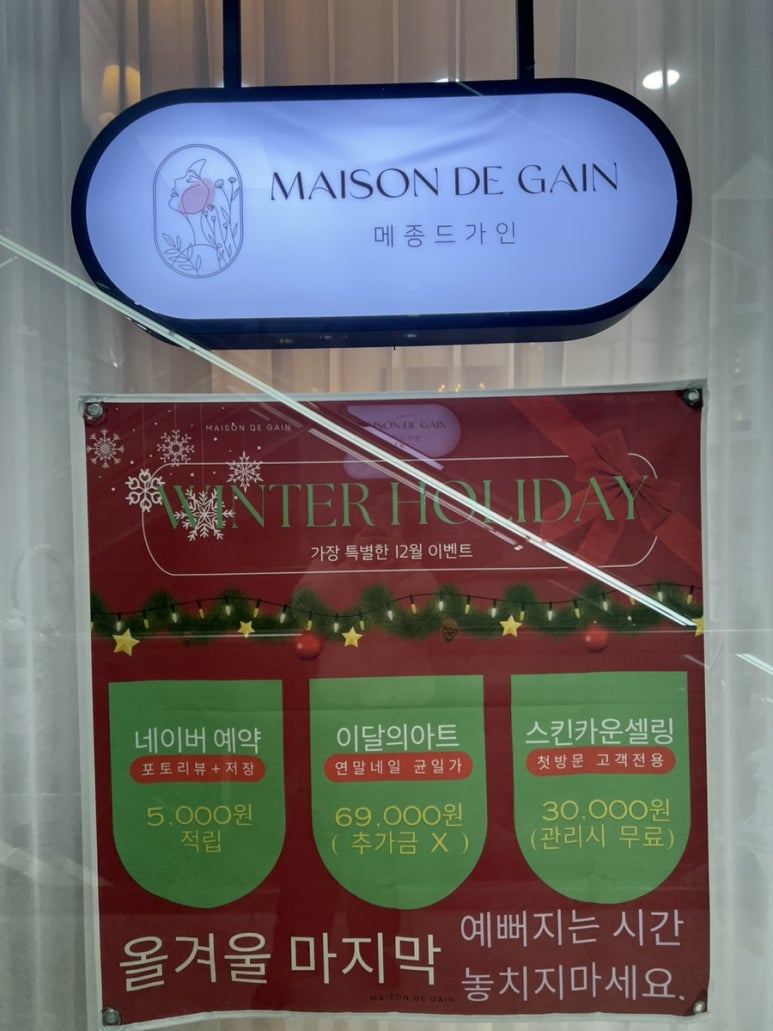 MAISON DE GAIN
메종드가인
MAISON DE GAIN
WINTER HOLIDAY
가장 특별한 12월 이벤트
네이버 예약
포토리뷰+저장
5,000원
적립
이달의아트
연말네일 균일가
69,000원
( 추가금 X )
스킨카운셀링
첫방문 고객전용
30,000원
(관리시 무료)
올겨울 마지막
예뻐지는 시간
놓치지마세요.
MAISON DE GAIN